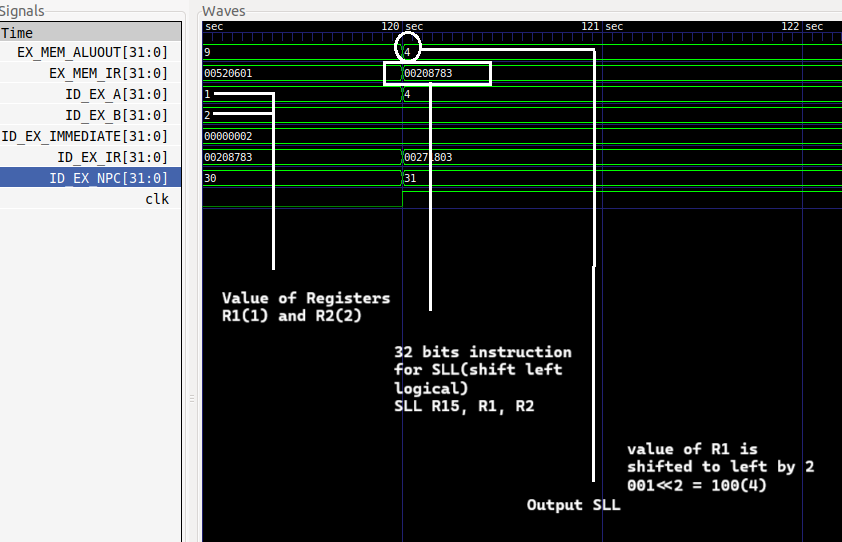 Signals
Waves
Time
sec 120 sec 121 sec 122 sec
EX_MEM_ALUOUT[31:0] 9 4
EX_MEM_IR[31:0] 00520601 00208783
ID_EX_A[31:0] 1 4
ID_EX_B[31:0] 2
ID_EX_IMMEDIATE[31:0] 00000002
ID_EX_IR[31:0] 00208783
ID_EX_NPC[31:0] 30 31
clk
Value of Registers
R1(1) and R2(2)
32 bits instruction
for SLL(shift left
logical)
SLL R15, R1, R2
value of R1 is
shifted to left by 2
001<<2 = 100(4)
Output SLL